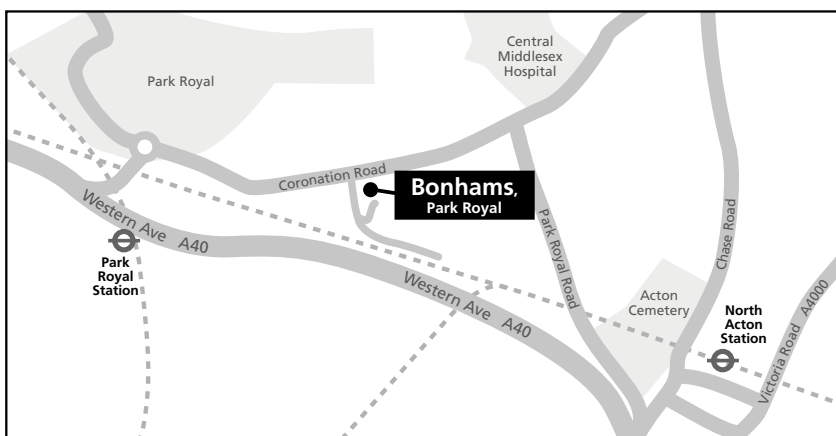 Central
Middlesex
Hospital
Park Royal
Coronation Road
Bonhams,
Park Royal
Western Ave A40
Park Royal Road
Chase Road
Park
Royal
Station
Western Ave A40
Acton
Cemetery
North
Acton
Station
Victoria Road A4000